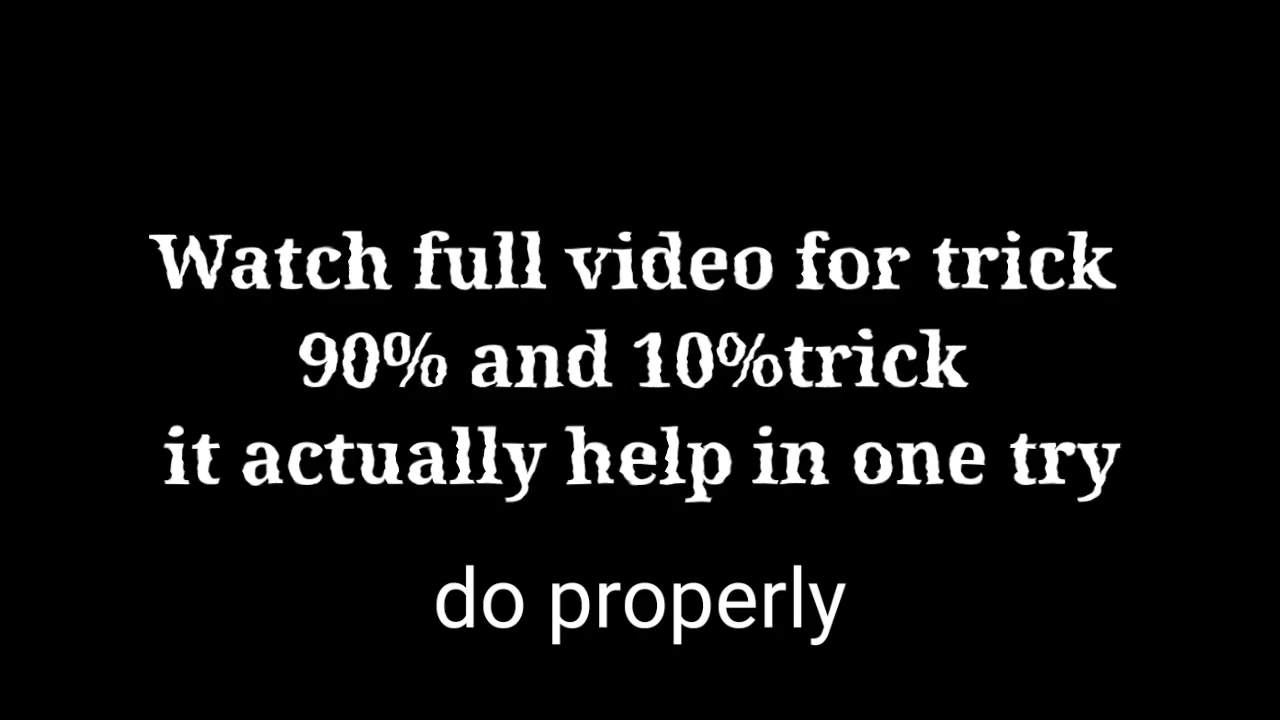 Watch full video for trick
90% and 10%trick
it actually help in one try
do properly